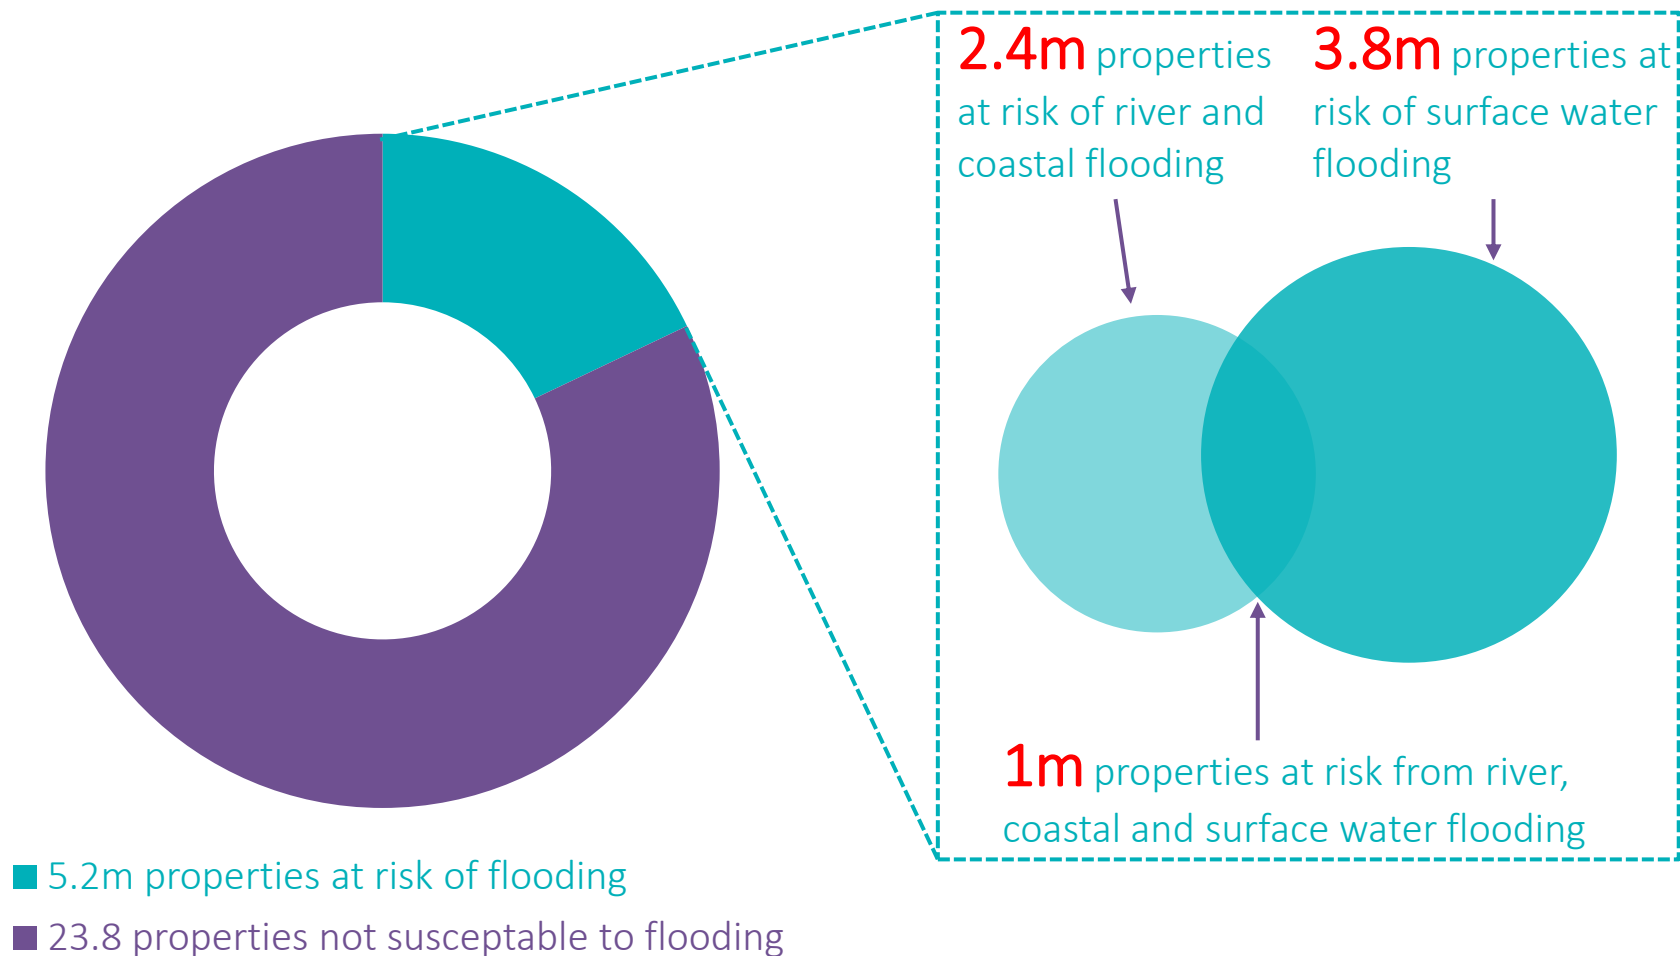 2.4m properties
at risk of river and
coastal flooding
3.8m properties at
risk of surface water
flooding
1m properties at risk from river,
coastal and surface water flooding
5.2m properties at risk of flooding
23.8 properties not susceptable to flooding